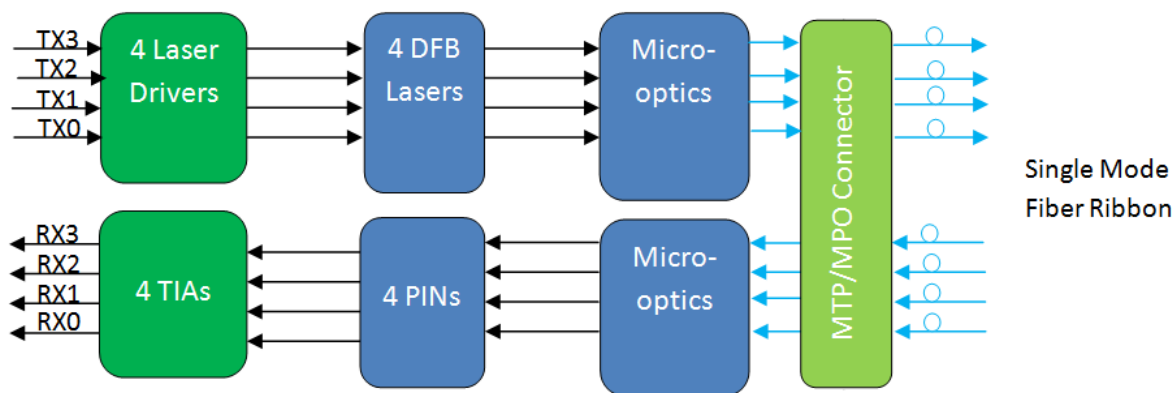 TX3
TX2
TX1
TX0
4 Laser
Drivers
4 DFB
Lasers
Micro-
optics
MTP/MPO Connector
Single Mode
Fiber Ribbon
RX3
RX2
RX1
RX0
4 TIAs
4 PINs
Micro-
optics